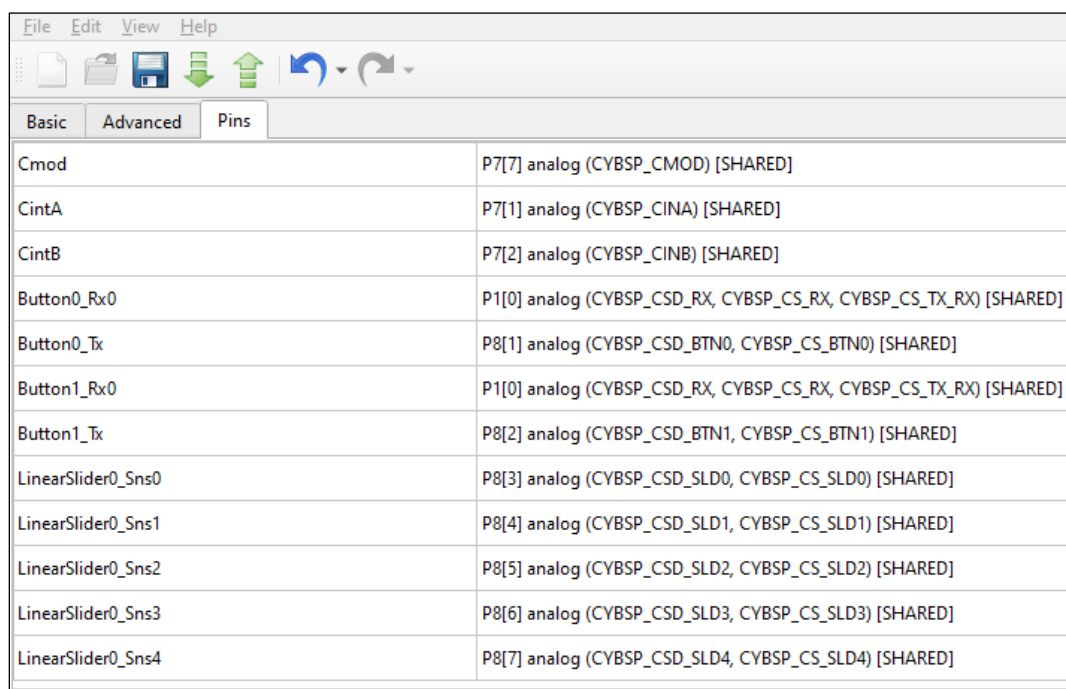 File Edit View Help
Basic Advanced Pins
Cmod P7[7] analog (CYBSP_CMOD) [SHARED]
CintA P7[1] analog (CYBSP_CINA) [SHARED]
CintB P7[2] analog (CYBSP_CINB) [SHARED]
Button0_Rx0 P1[0] analog (CYBSP_CSD_RX, CYBSP_CS_RX, CYBSP_CS_TX_RX) [SHARED]
Button0_Tx P8[1] analog (CYBSP_CSD_BTN0, CYBSP_CS_BTN0) [SHARED]
Button1_Rx0 P1[0] analog (CYBSP_CSD_RX, CYBSP_CS_RX, CYBSP_CS_TX_RX) [SHARED]
Button1_Tx P8[2] analog (CYBSP_CSD_BTN1, CYBSP_CS_BTN1) [SHARED]
LinearSlider0_Sns0 P8[3] analog (CYBSP_CSD_SLD0, CYBSP_CS_SLD0) [SHARED]
LinearSlider0_Sns1 P8[4] analog (CYBSP_CSD_SLD1, CYBSP_CS_SLD1) [SHARED]
LinearSlider0_Sns2 P8[5] analog (CYBSP_CSD_SLD2, CYBSP_CS_SLD2) [SHARED]
LinearSlider0_Sns3 P8[6] analog (CYBSP_CSD_SLD3, CYBSP_CS_SLD3) [SHARED]
LinearSlider0_Sns4 P8[7] analog (CYBSP_CSD_SLD4, CYBSP_CS_SLD4) [SHARED]